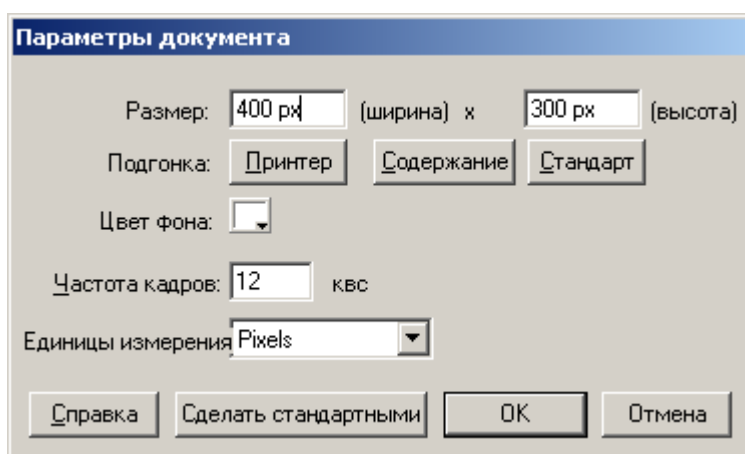 Параметры документа
Размер: 400 px (ширина) x 300 px (высота)
Подгонка: Принтер Содержание Стандарт
Цвет фона:
Частота кадров: 12 квс
Единицы измерения Pixels
Справка Сделать стандартными OK Отмена